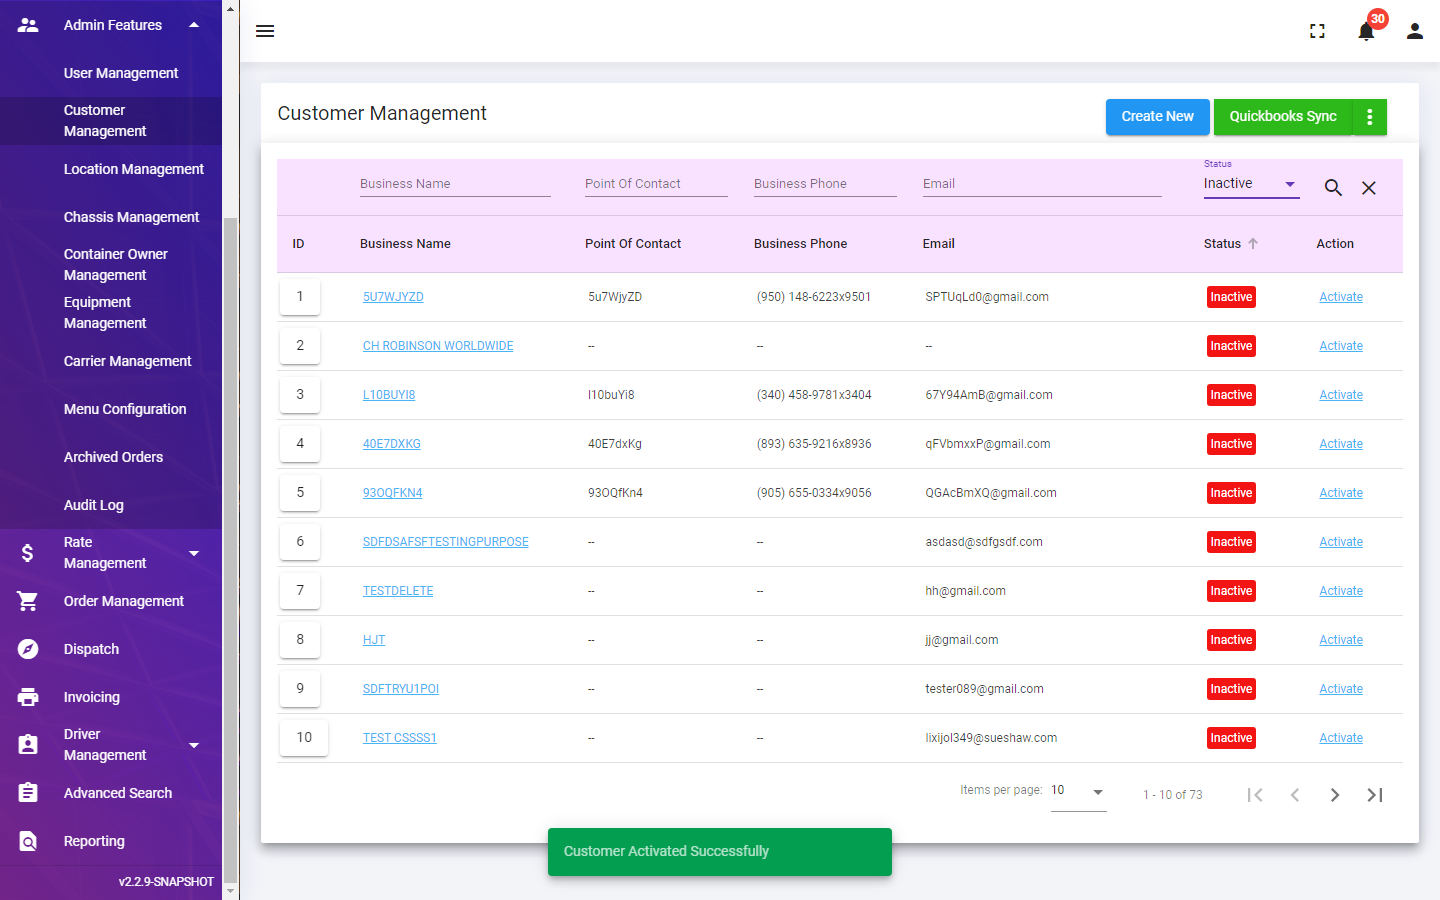 Admin Features
User Management
Customer
Management
Location Management
Chassis Management
Container Owner
Management
Equipment
Management
Carrier Management
Menu Configuration
Archived Orders
Audit Log
Rate
Management
Order Management
Dispatch
Invoicing
Driver
Management
Advanced Search
Reporting
v2.2.9-SNAPSHOT
30
Customer Management
Create New
Quickbooks Sync
Status
Business Name Point Of Contact Business Phone Email Inactive
ID Business Name Point Of Contact Business Phone Email Status Action
1 5U7WJYZD 5u7WjyZD (950) 148-6223x9501 SPTUqLd0@gmail.com Inactive Activate
2 CH ROBINSON WORLDWIDE -- -- -- Inactive Activate
3 L10BUYI8 l10buYi8 (340) 458-9781x3404 67Y94AmB@gmail.com Inactive Activate
4 40E7DXKG 40E7dxKg (893) 635-9216x8936 qFVbmxxP@gmail.com Inactive Activate
5 93OQFKN4 93OQfKn4 (905) 655-0334x9056 QGAcBmXQ@gmail.com Inactive Activate
6 SDFDSAFSFTESTINGPURPOSE -- -- asdasd@sdfgsdf.com Inactive Activate
7 TESTDELETE -- -- hh@gmail.com Inactive Activate
8 HJT -- -- jj@gmail.com Inactive Activate
9 SDFTRYU1POI -- -- tester089@gmail.com Inactive Activate
10 TEST CSSSS1 -- -- lixijol349@sueshaw.com Inactive Activate
Items per page: 10 1 - 10 of 73
Customer Activated Successfully